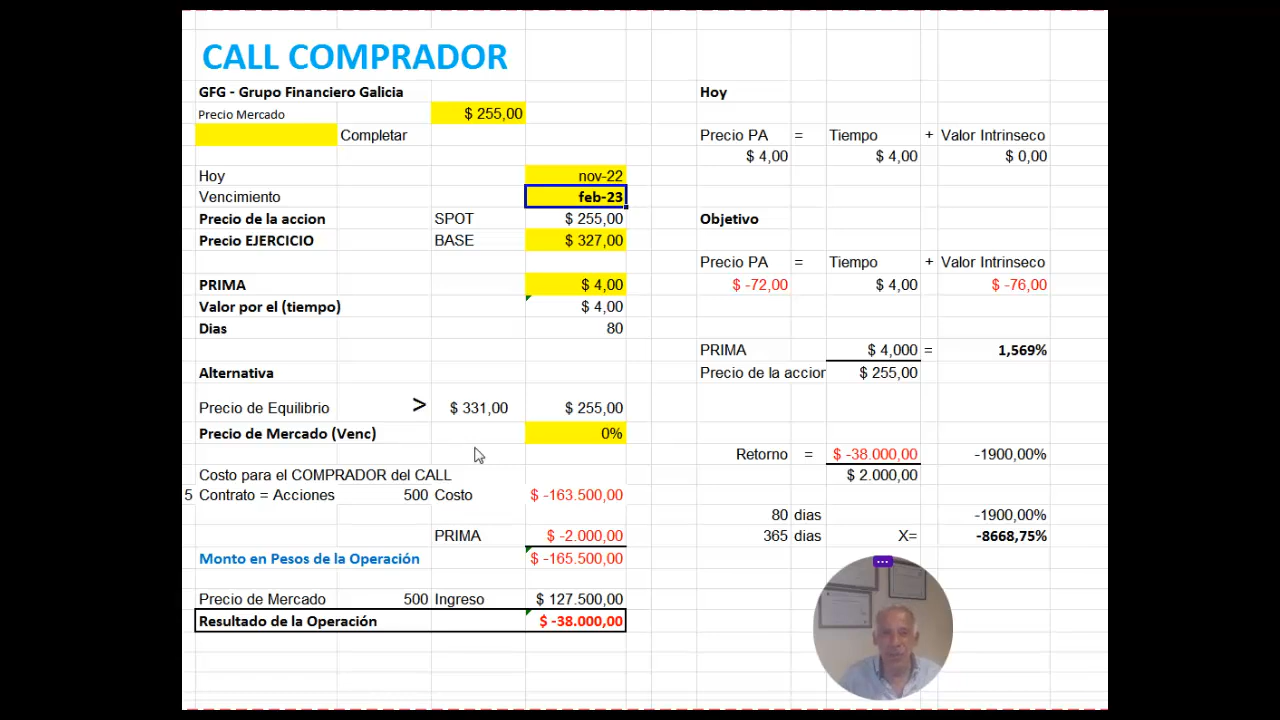 CALL COMPRADOR
GFG - Grupo Financiero Galicia
Precio Mercado $ 255,00
Completar
Hoy nov-22
Vencimiento feb-23
Precio de la accion SPOT $ 255,00
Precio EJERCICIO BASE $ 327,00
PRIMA $ 4,00
Valor por el (tiempo) $ 4,00
Dias 80
Alternativa
Precio de Equilibrio > $ 331,00 $ 255,00
Precio de Mercado (Venc) 0%
Costo para el COMPRADOR del CALL
5 Contrato = Acciones 500 Costo $ -163.500,00
PRIMA $ -2.000,00
Monto en Pesos de la Operación $ -165.500,00
Precio de Mercado 500 Ingreso $ 127.500,00
Resultado de la Operación $ -38.000,00
Hoy
Precio PA = Tiempo + Valor Intrinseco
$ 4,00 $ 4,00 $ 0,00
Objetivo
Precio PA = Tiempo + Valor Intrinseco
$ -72,00 $ 4,00 $ -76,00
PRIMA $ 4,000 = 1,569%
Precio de la accion $ 255,00
Retorno = $ -38.000,00 -1900,00%
$ 2.000,00
80 dias -1900,00%
365 dias X= -8668,75%